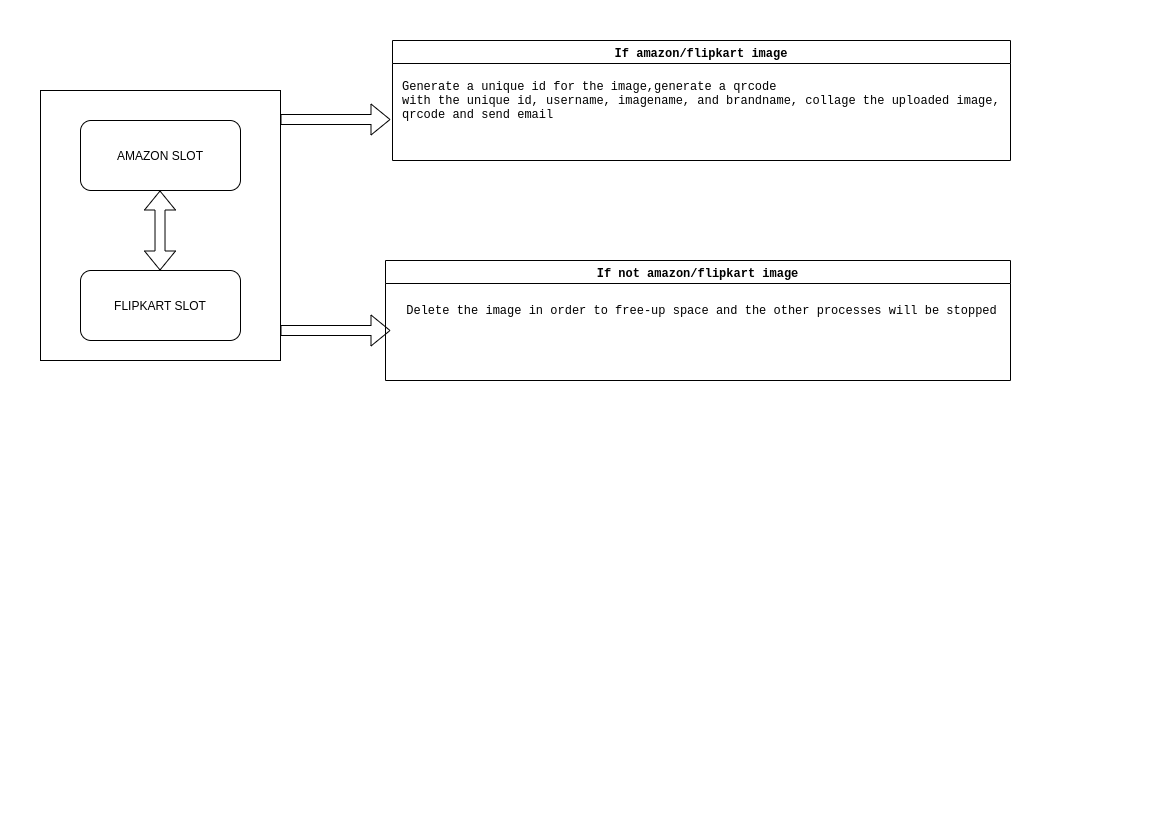 If amazon/flipkart image
Generate a unique id for the image,generate a qrcode
with the unique id, username, imagename, and brandname, collage the uploaded image,
qrcode and send email
AMAZON SLOT
FLIPKART SLOT
If not amazon/flipkart image
Delete the image in order to free-up space and the other processes will be stopped